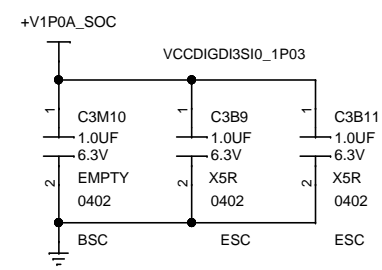 +V1P0A_SOC
VCCDIGDI3SI0_1P03
1 C3M10 1 C3B9 1 C3B11
1.0UF 1.0UF 1.0UF
6.3V 6.3V 6.3V
2 EMPTY 2 X5R 2 X5R
0402 0402 0402
BSC ESC ESC